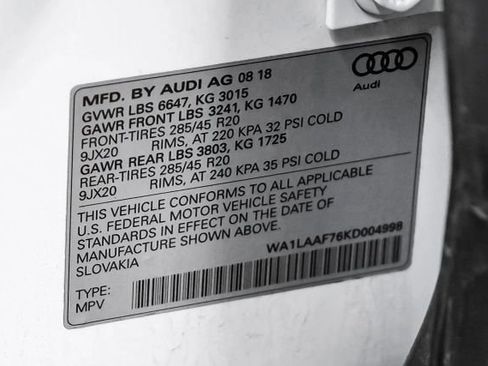 MFD. BY AUDI AG 08 18
GVWR LBS 6647, KG 3015
GAWR FRONT LBS 3241, KG 1470
FRONT-TIRES 285/45 R20
9JX20 RIMS, AT 220 KPA 32 PSI COLD
GAWR REAR LBS 3803, KG 1725
REAR-TIRES 285/45 R20
9JX20 RIMS, AT 240 KPA 35 PSI COLD
Audi
THIS VEHICLE CONFORMS TO ALL APPLICABLE
U.S. FEDERAL MOTOR VEHICLE SAFETY
STANDARDS IN EFFECT ON THE DATE OF
MANUFACTURE SHOWN ABOVE.
SLOVAKIA
WA1LAAF76KD004998
TYPE:
MPV